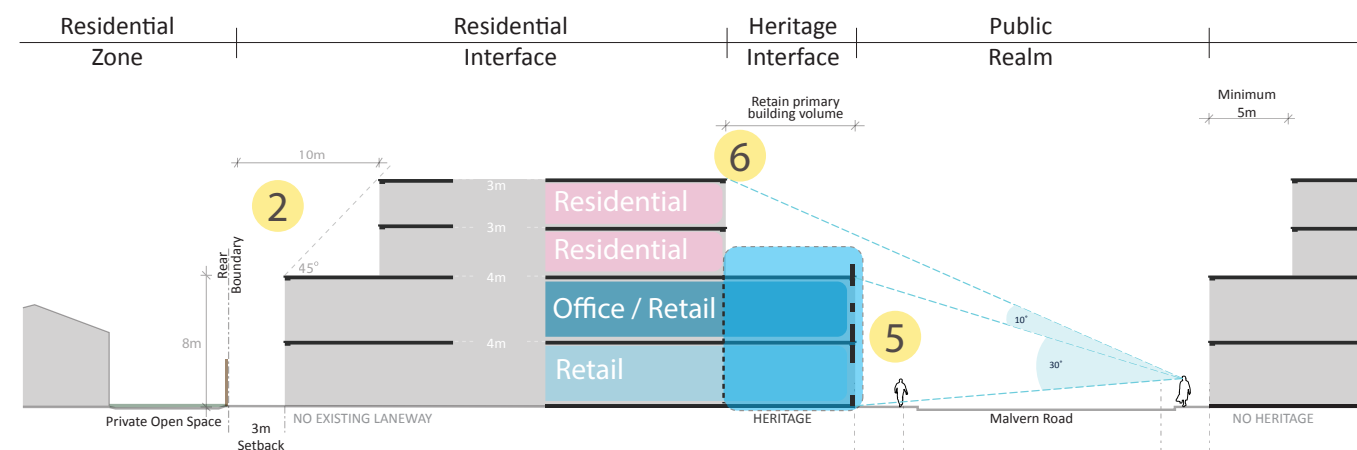 Residential
Residential
Heritage
Public
Zone
Interface
Interface
Realm
Retain primary
building volume
Minimum
5m
10m
6
2
3m
Residential
3m
Residential
Rear
Boundary
45°
4m
Office / Retail
10°
5
8m
4m
Retail
30°
Private Open Space
NO EXISTING LANEWAY
HERITAGE
Malvern Road
NO HERITAGE
3m
Setback